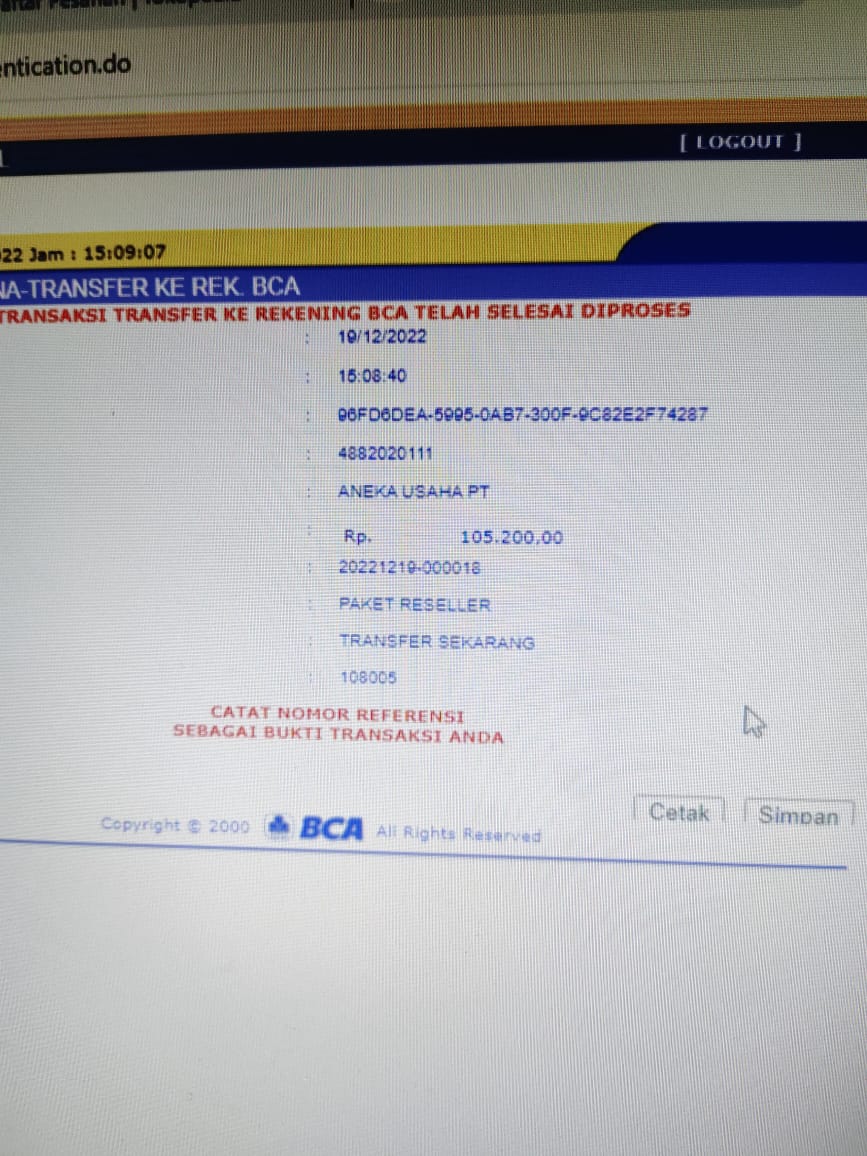 entication.do
[ LOGOUT ]
022 Jam : 15:09:07
NA-TRANSFER KE REK. BCA
TRANSAKSI TRANSFER KE REKENING BCA TELAH SELESAI DIPROSES
: 19/12/2022
: 15:08:40
: 96FD6DEA-5995-0AB7-300F-9C82E2F74287
: 4882020111
: ANEKA USAHA PT
: Rp. 105.200,00
: 20221219-000018
: PAKET RESELLER
: TRANSFER SEKARANG
: 108005
CATAT NOMOR REFERENSI
SEBAGAI BUKTI TRANSAKSI ANDA
Cetak Simpan
Copyright © 2000 BCA All Rights Reserved